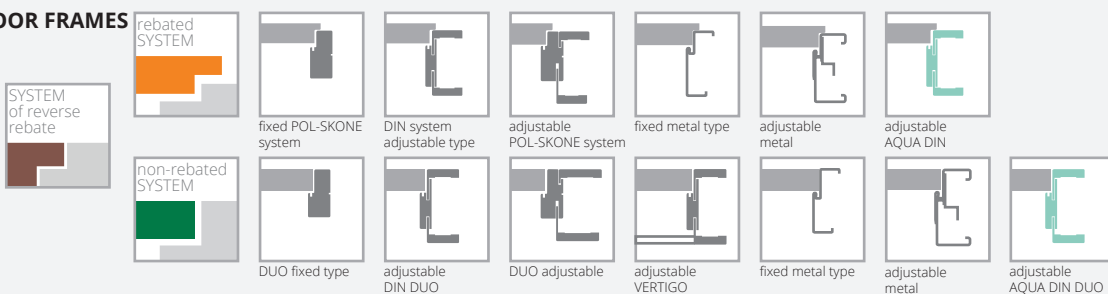 OOR FRAMES
rebated
SYSTEM
SYSTEM
of reverse
rebate
fixed POL-SKONE
system
DIN system
adjustable type
adjustable
POL-SKONE system
fixed metal type
adjustable
metal
adjustable
AQUA DIN
non-rebated
SYSTEM
DUO fixed type
adjustable
DIN DUO
DUO adjustable
adjustable
VERTIGO
fixed metal type
adjustable
metal
adjustable
AQUA DIN DUO